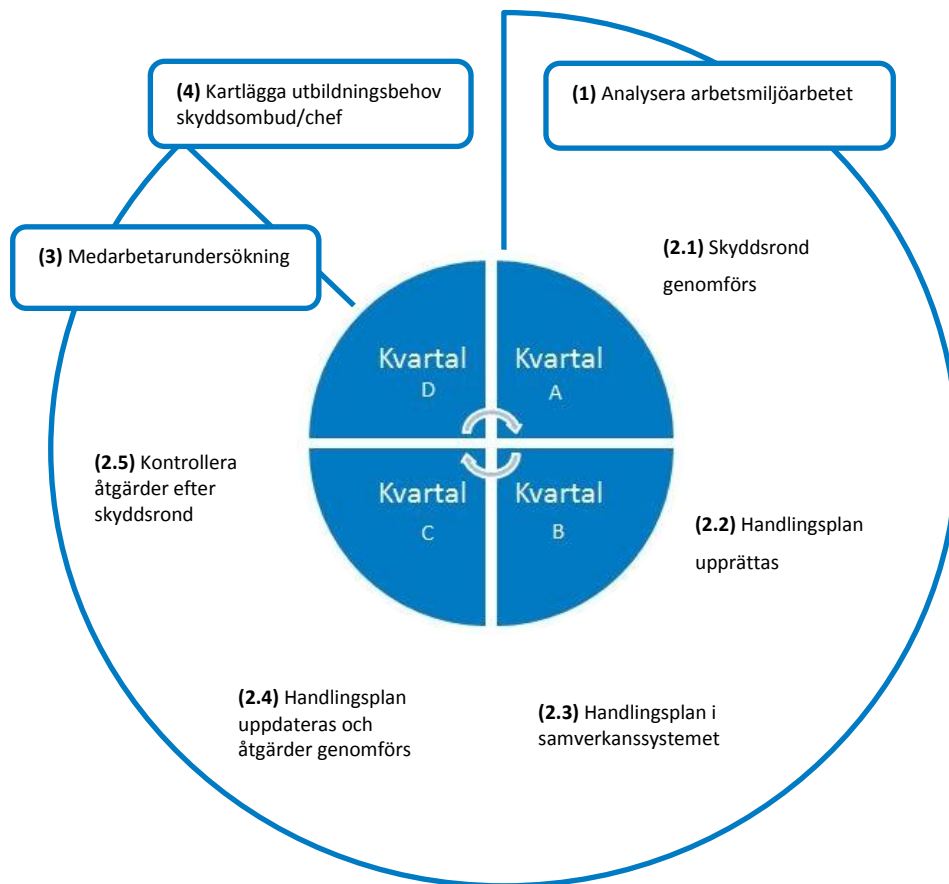 (4) Kartlägga utbildningsbehov
skyddsombud/chef
(1) Analysera arbetsmiljöarbetet
(3) Medarbetarundersökning
(2.1) Skyddsrond
genomförs
Kvartal
D
Kvartal
A
(2.5) Kontrollera
åtgärder efter
skyddsrond
Kvartal
C
Kvartal
B
(2.2) Handlingsplan
upprättas
(2.4) Handlingsplan
uppdateras och
åtgärder genomförs
(2.3) Handlingsplan i
samverkanssystemet